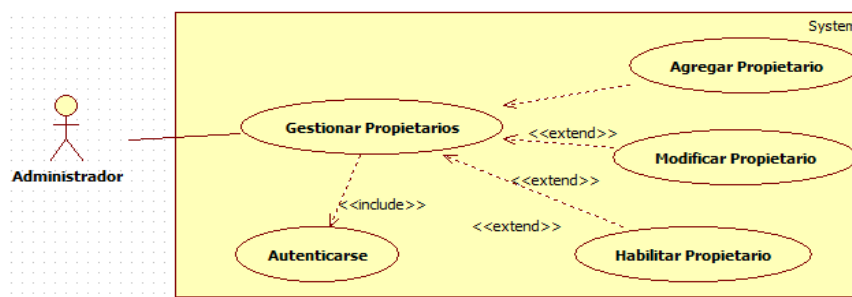 System
Agregar Propietario
Gestionar Propietarios
<<extend>>
Modificar Propietario
Administrador
<<extend>>
<<include>>
<<extend>>
Autenticarse
Habilitar Propietario